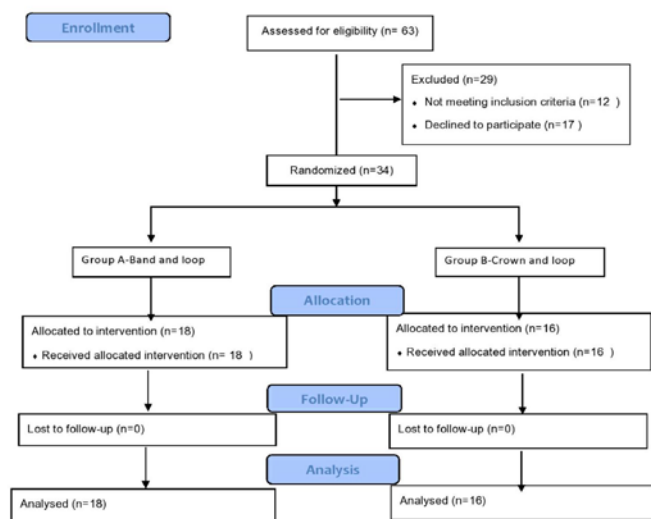 Enrollment
Assessed for eligibility (n= 63)
Excluded (n=29)
♦ Not meeting inclusion criteria (n=12 )
♦ Declined to participate (n=17 )
Randomized (n=34)
Group A-Band and loop
Group B-Crown and loop
Allocation
Allocated to intervention (n=18)
♦ Received allocated intervention (n= 18 )
Allocated to intervention (n=16)
♦ Received allocated intervention (n=16 )
Follow-Up
Lost to follow-up (n=0)
Lost to follow-up (n=0)
Analysis
Analysed (n=18)
Analysed (n=16)